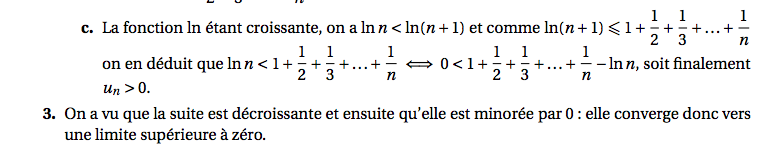 c. La fonction ln étant croissante, on a ln n < ln(n + 1) et comme ln(n + 1) ⩽ 1 + 1/2 + 1/3 + … + 1/n
on en déduit que ln n < 1 + 1/2 + 1/3 + … + 1/n ⟺ 0 < 1 + 1/2 + 1/3 + … + 1/n − ln n, soit finalement
uₙ > 0.
3. On a vu que la suite est décroissante et ensuite qu'elle est minorée par 0 : elle converge donc vers
une limite supérieure à zéro.